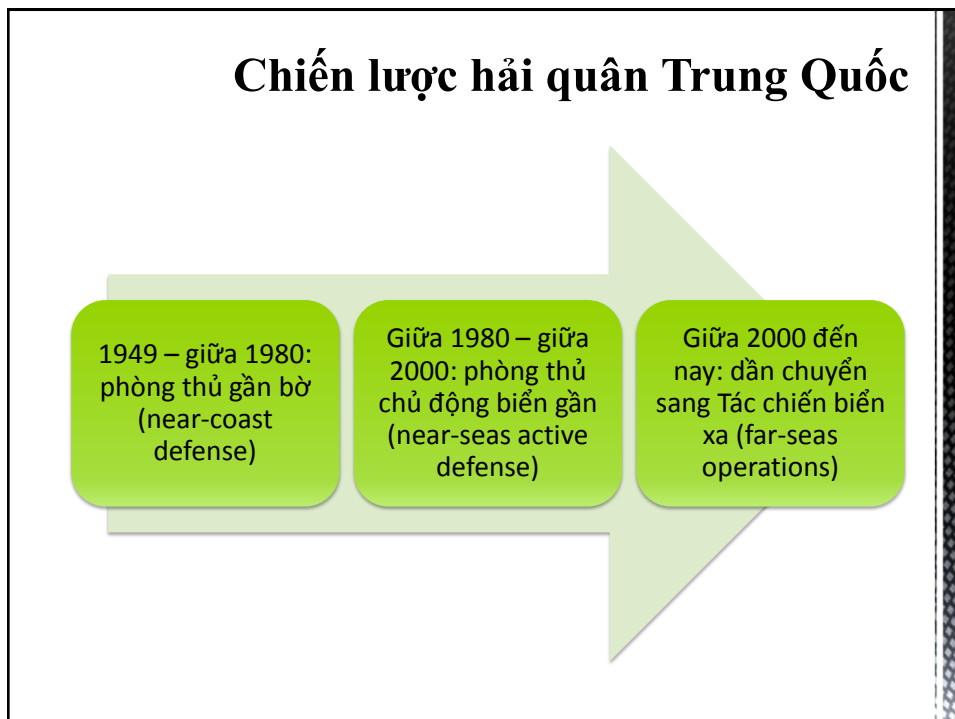 Chiến lược hải quân Trung Quốc
1949 – giữa 1980:
phòng thủ gần bờ
(near-coast
defense)
Giữa 1980 – giữa
2000: phòng thủ
chủ động biển gần
(near-seas active
defense)
Giữa 2000 đến
nay: dần chuyển
sang Tác chiến biển
xa (far-seas
operations)